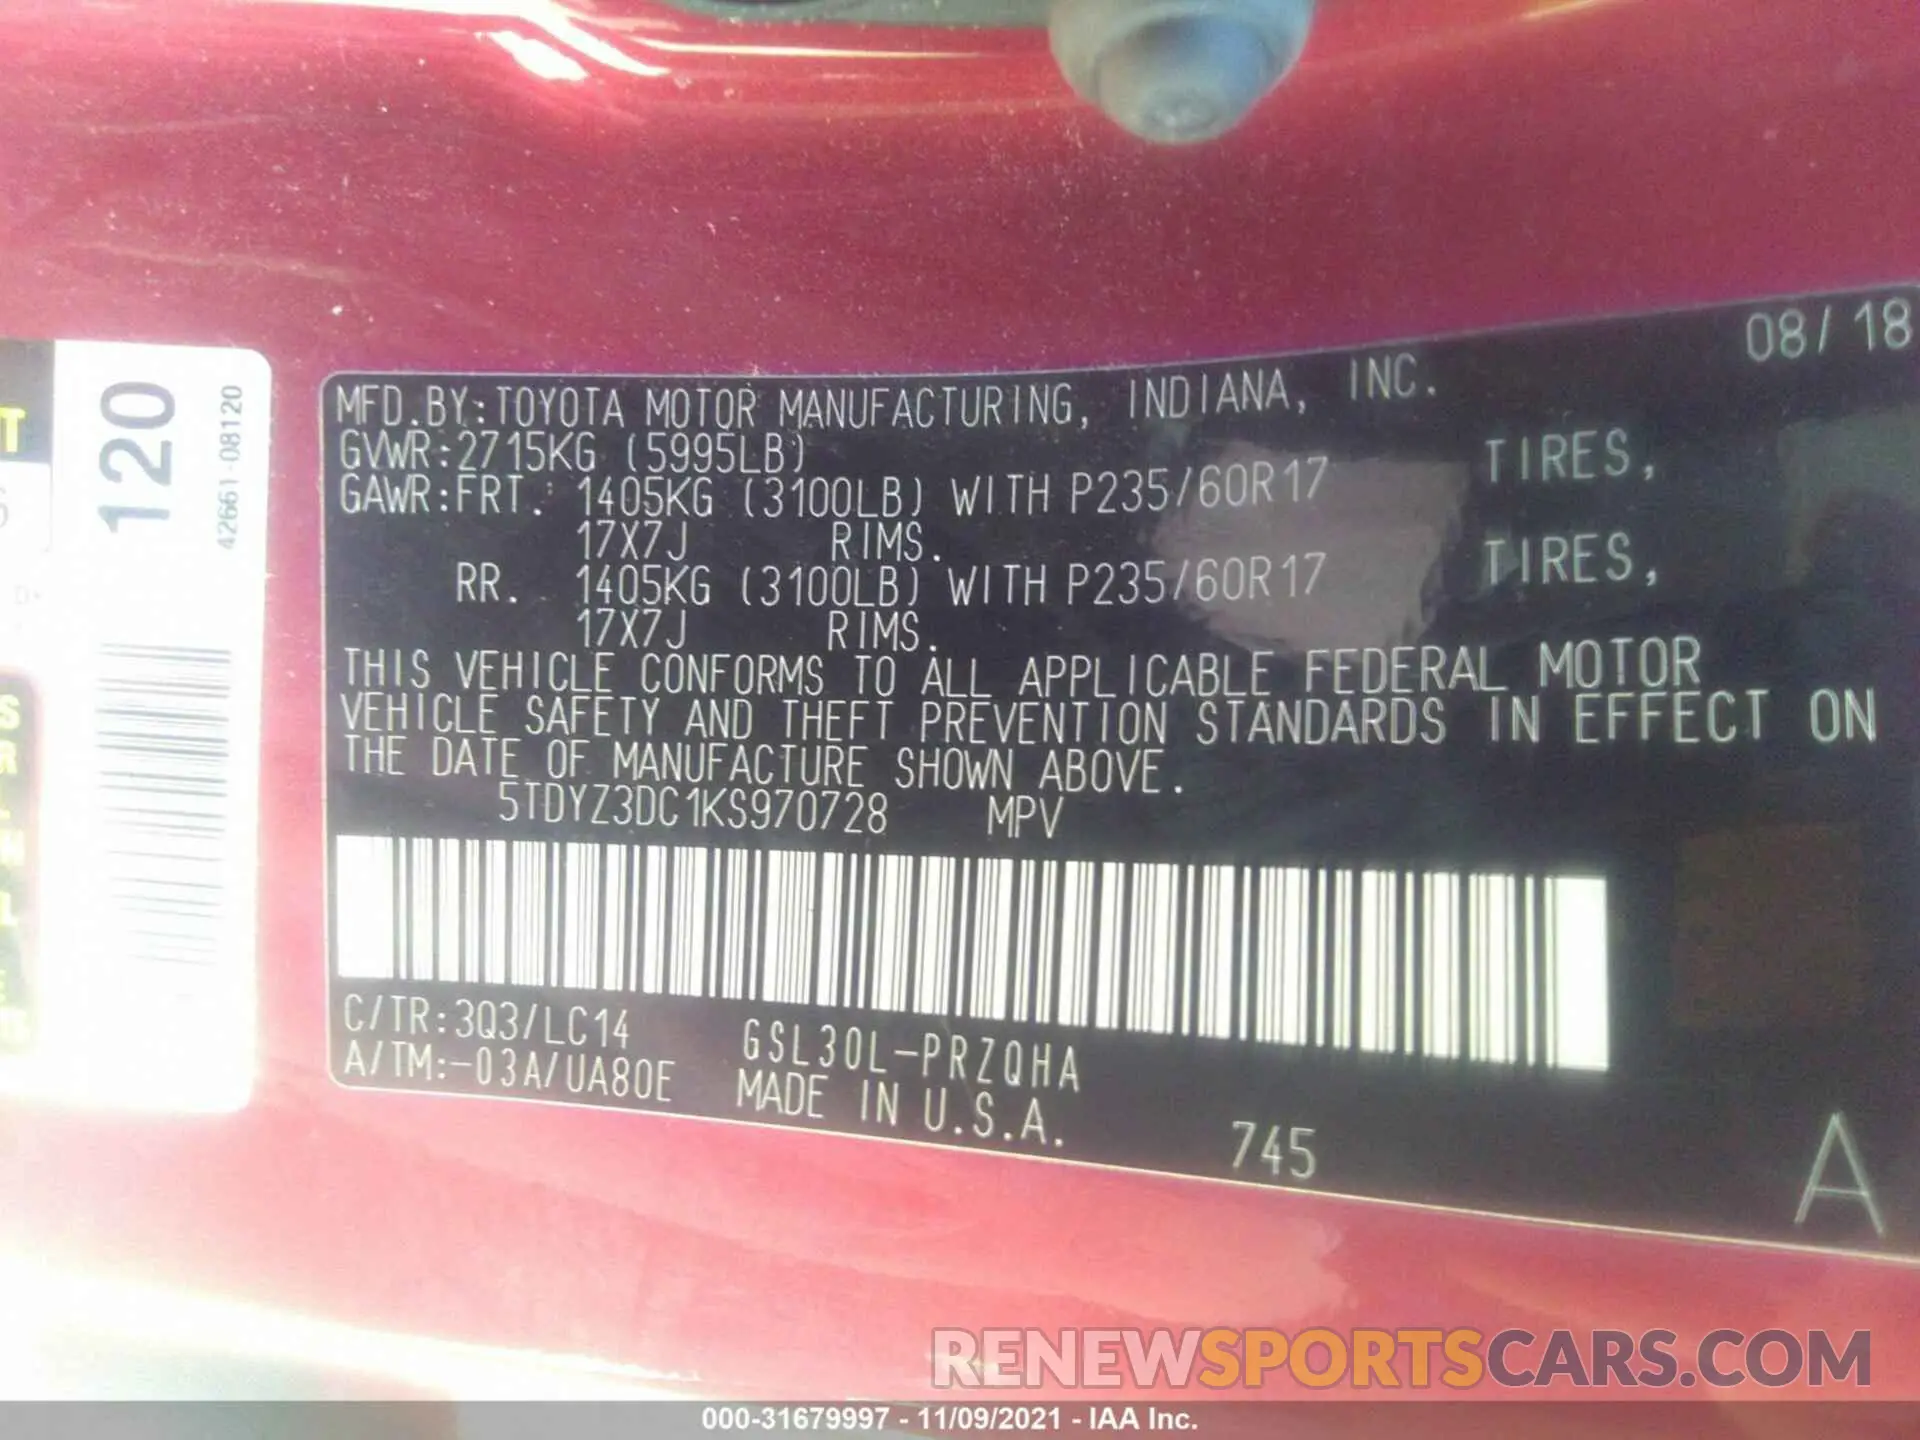 08/18
MFD.BY:TOYOTA MOTOR MANUFACTURING, INDIANA, INC.
GVWR:2715KG (5995LB)
GAWR:FRT. 1405KG (3100LB) WITH P235/60R17 TIRES,
17X7J RIMS.
RR. 1405KG (3100LB) WITH P235/60R17 TIRES,
17X7J RIMS.
THIS VEHICLE CONFORMS TO ALL APPLICABLE FEDERAL MOTOR
VEHICLE SAFETY AND THEFT PREVENTION STANDARDS IN EFFECT ON
THE DATE OF MANUFACTURE SHOWN ABOVE.
5TDYZ3DC1KS970728 MPV
C/TR:3Q3/LC14 GSL30L-PRZQHA
A/TM:-03A/UA80E MADE IN U.S.A.
745
A
120
42661-08120
RENEWSPORTSCARS.COM
000-31679997 - 11/09/2021 - IAA Inc.